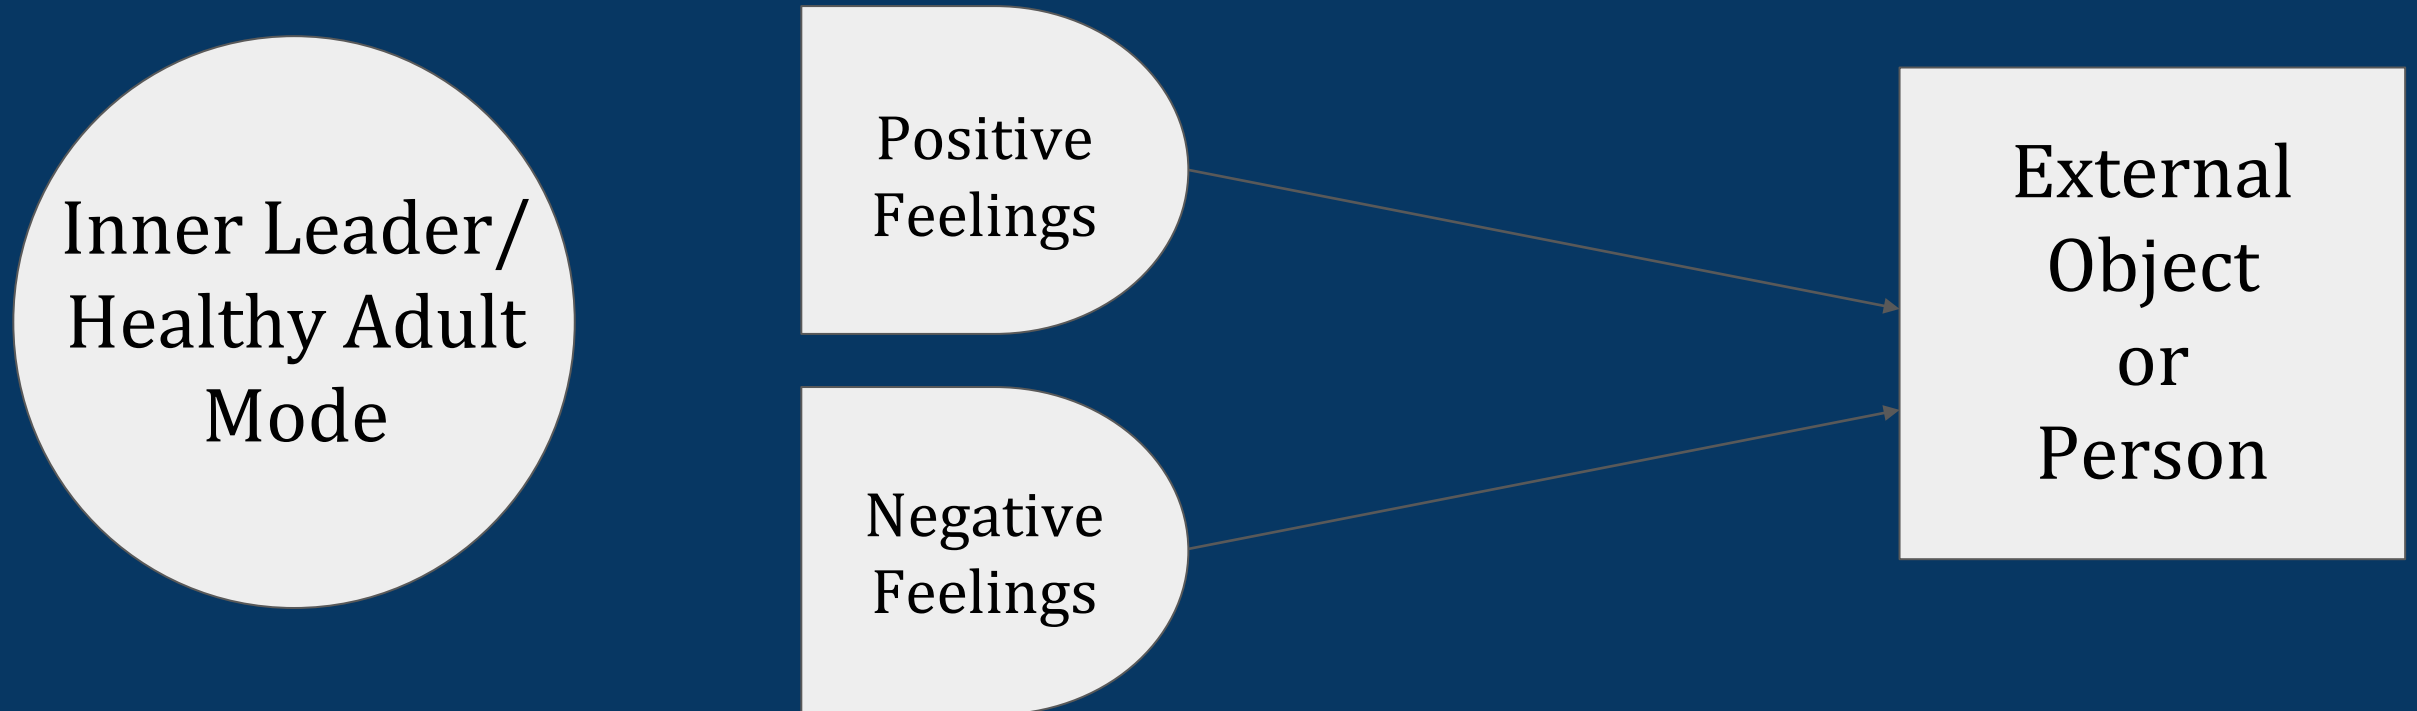 Inner Leader/
Healthy Adult
Mode
Positive
Feelings
Negative
Feelings
External
Object
or
Person